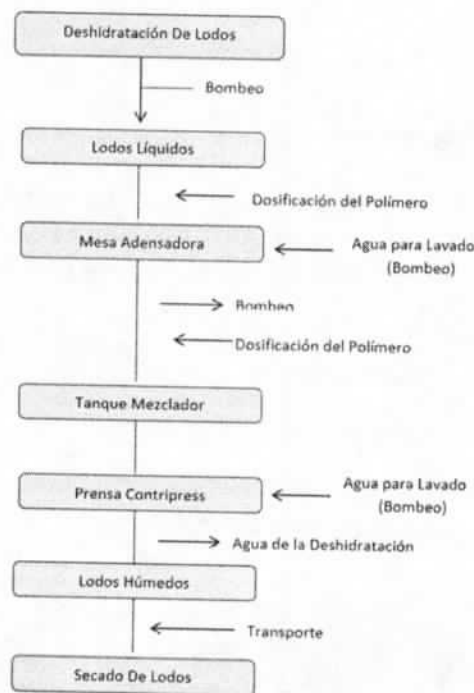 Deshidratación De Lodos
Bombeo
Lodos Líquidos
Dosificación del Polímero
Mesa Adensadora
Agua para Lavado
(Bombeo)
Bombeo
Dosificación del Polímero
Tanque Mezclador
Prensa Contripress
Agua para Lavado
(Bombeo)
Agua de la Deshidratación
Lodos Húmedos
Transporte
Secado De Lodos